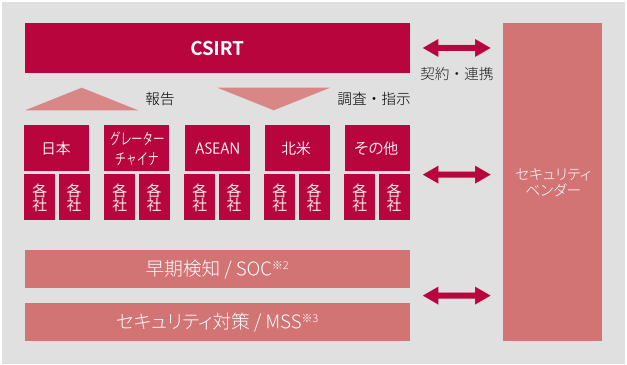 CSIRT
契約・連携
報告
調査・指示
日本
グレーター
チャイナ
ASEAN
北米
その他
各社
各社
各社
各社
各社
各社
各社
各社
各社
各社
セキュリティ
ベンダー
早期検知 / SOC※2
セキュリティ対策 / MSS※3